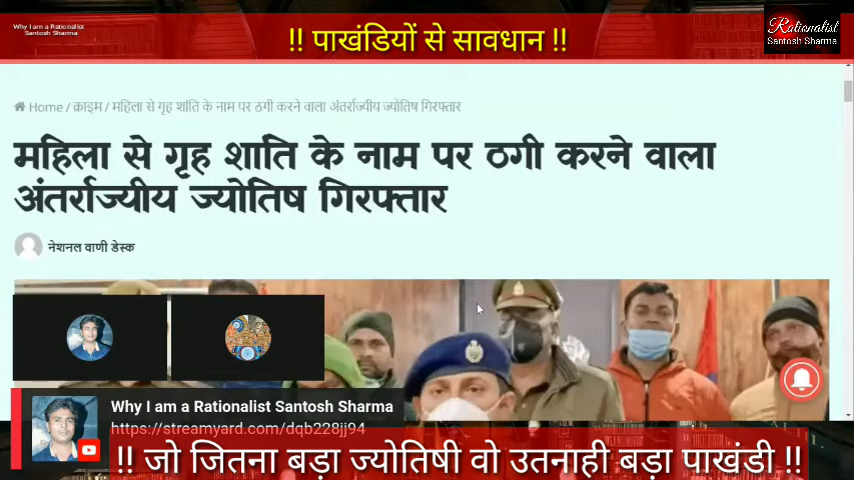 Why I am a Rationalist
Santosh Sharma
!! पाखंडियों से सावधान !!
Rationalist
Santosh Sharma
Home / क्राइम / महिला से गृह शांति के नाम पर ठगी करने वाला अंतर्राज्यीय ज्योतिष गिरफ्तार
महिला से गृह शाति के नाम पर ठगी करने वाला
अंतर्राज्यीय ज्योतिष गिरफ्तार
नेशनल वाणी डेस्क
Why I am a Rationalist Santosh Sharma
https://streamyard.com/dqb228jj94
!! जो जितना बड़ा ज्योतिषी वो उतनाही बड़ा पाखंडी !!